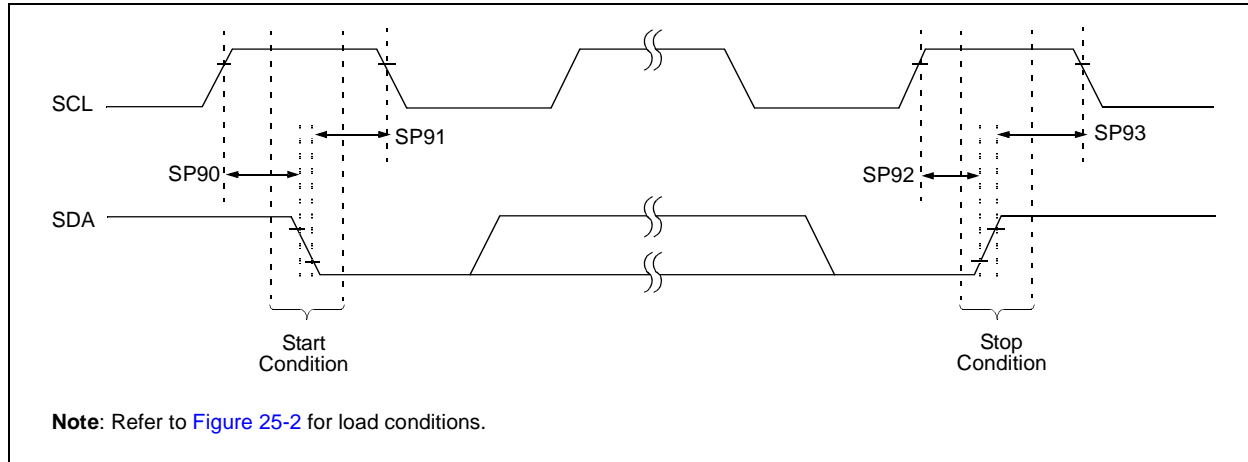 SCL
SP91
SP93
SP90
SP92
SDA
Start
Condition
Stop
Condition
Note: Refer to Figure 25-2 for load conditions.